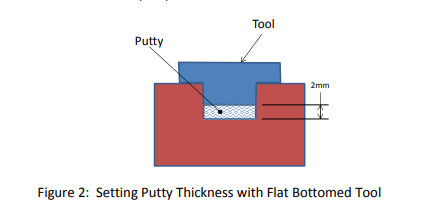 Tool
Putty
2mm
Figure 2: Setting Putty Thickness with Flat Bottomed Tool